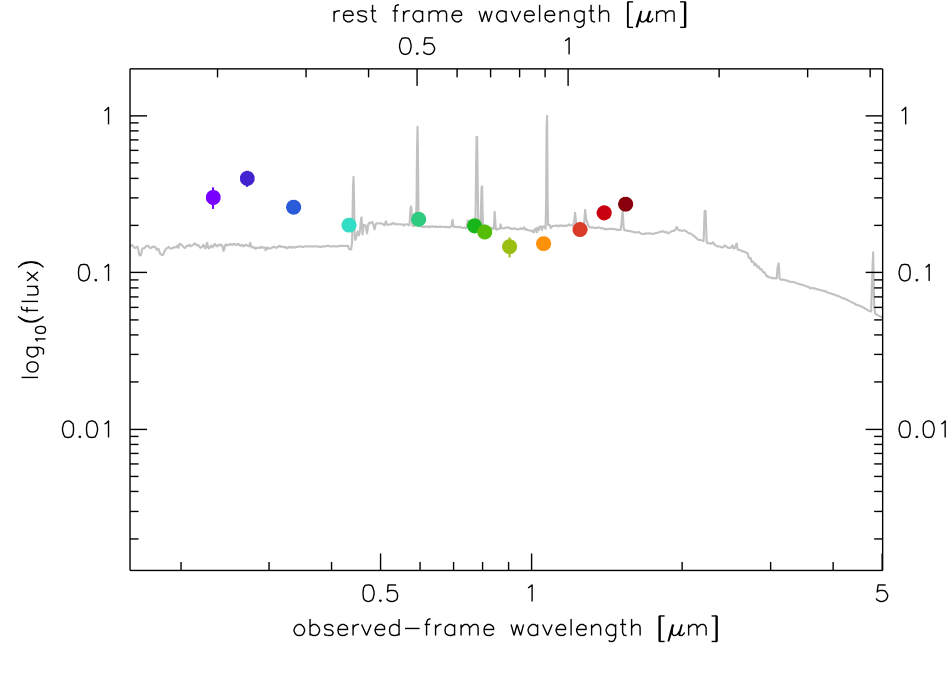 rest frame wavelength [μm]
0.5 1
1 1
0.1 0.1
0.01 0.01
log10(flux)
0.5 1 5
observed-frame wavelength [μm]